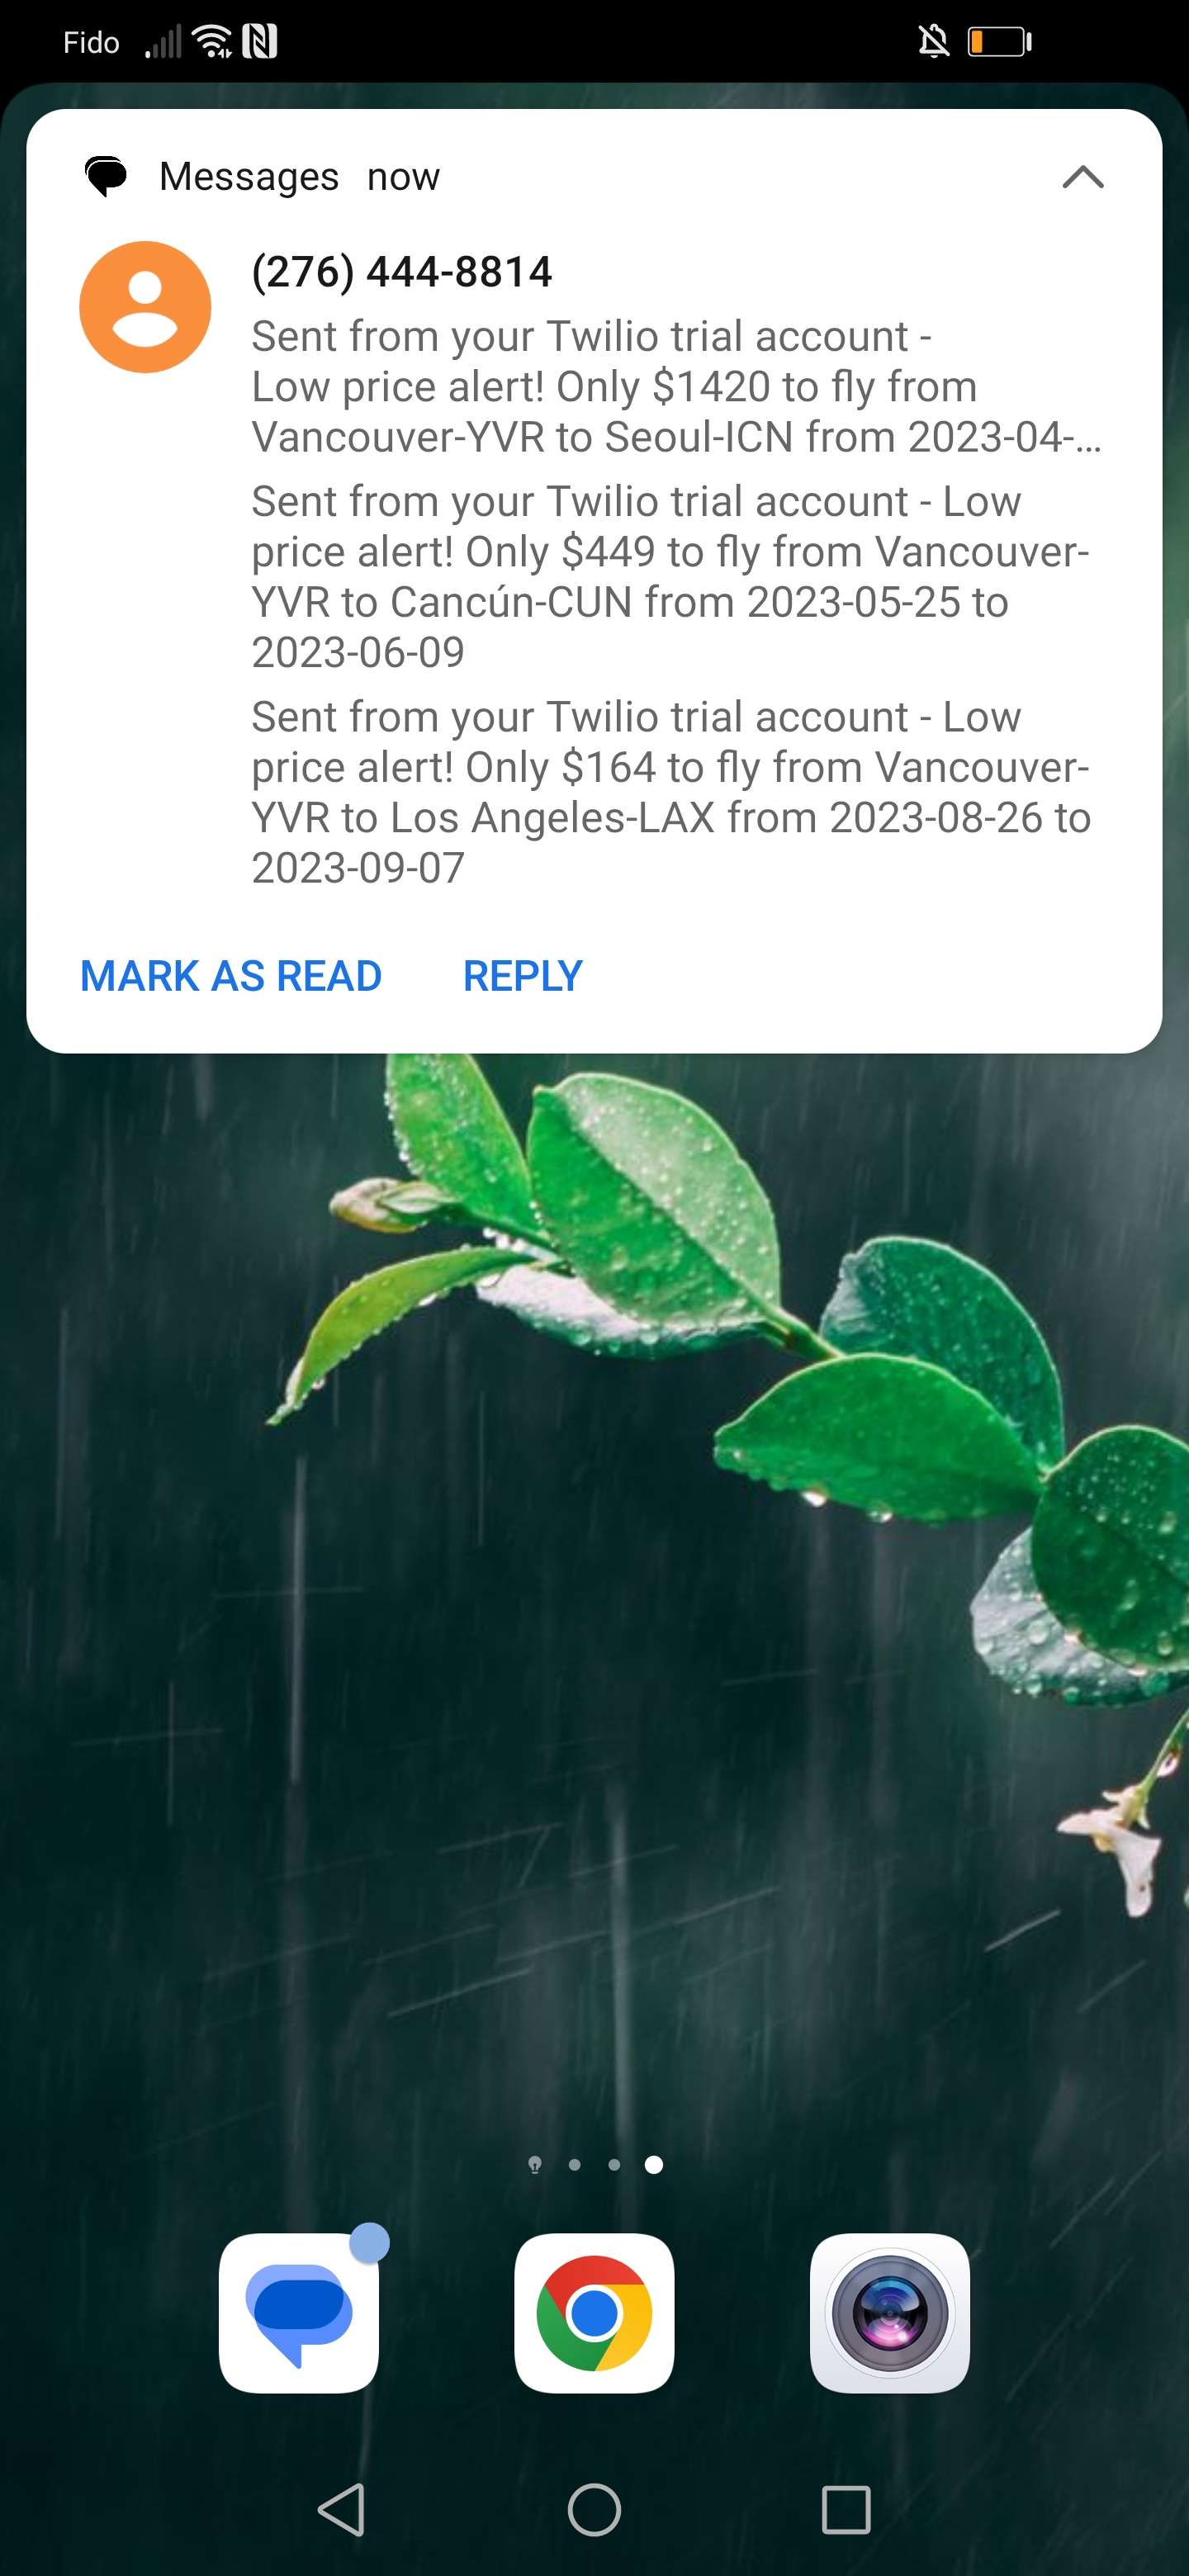 Fido
Messages now
(276) 444-8814
Sent from your Twilio trial account -
Low price alert! Only $1420 to fly from
Vancouver-YVR to Seoul-ICN from 2023-04-...
Sent from your Twilio trial account - Low
price alert! Only $449 to fly from Vancouver-
YVR to Cancún-CUN from 2023-05-25 to
2023-06-09
Sent from your Twilio trial account - Low
price alert! Only $164 to fly from Vancouver-
YVR to Los Angeles-LAX from 2023-08-26 to
2023-09-07
MARK AS READ REPLY